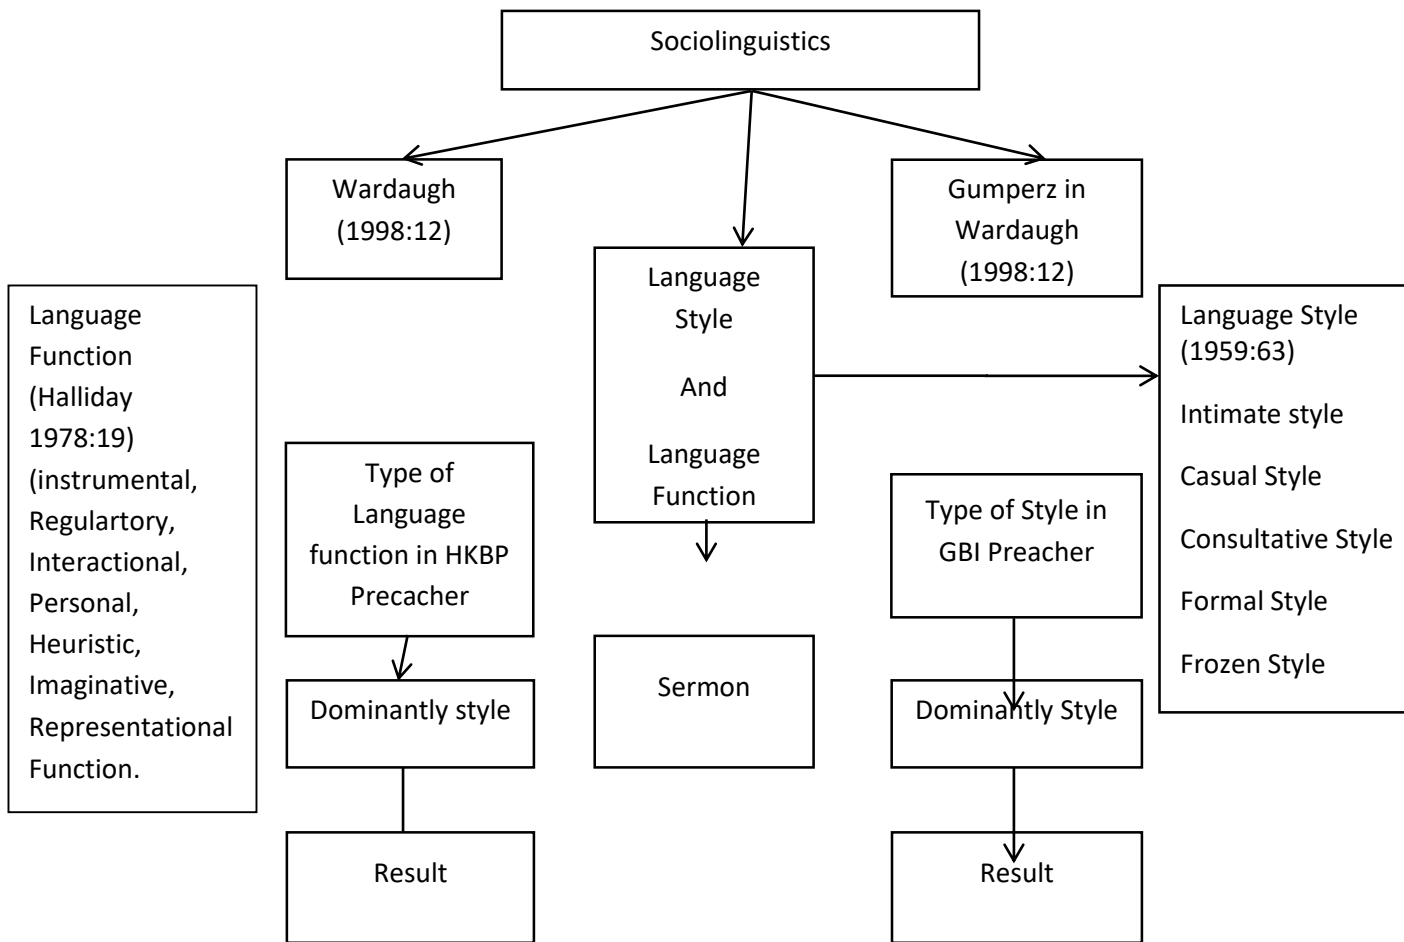 Sociolinguistics
Wardaugh
(1998:12)
Gumperz in
Wardaugh
(1998:12)
Language
Style
And
Language
Function
Language
Function
(Halliday
1978:19)
(instrumental,
Regulartory,
Interactional,
Personal,
Heuristic,
Imaginative,
Representational
Function.
Language Style
(1959:63)
Intimate style
Casual Style
Consultative Style
Formal Style
Frozen Style
Type of
Language
function in HKBP
Precacher
Type of Style in
GBI Preacher
Dominantly style
Sermon
Dominantly Style
Result
Result